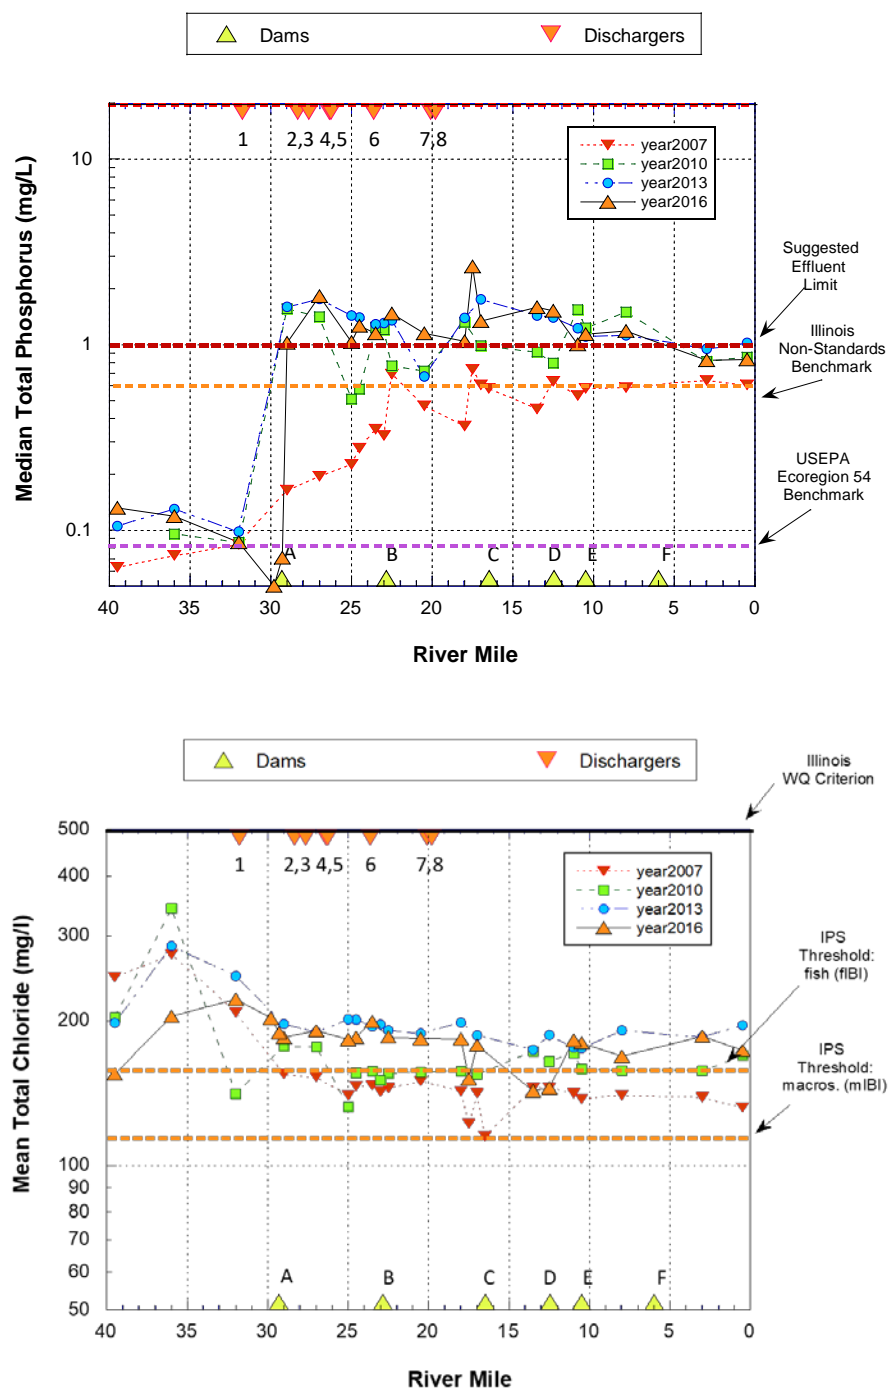 Dams Dischargers
1 2,3 4,5 6 7,8
10
year2007
year2010
year2013
year2016
Median Total Phosphorus (mg/L)
Suggested
Effluent
Limit
1
Illinois
Non-Standards
Benchmark
USEPA
Ecoregion 54
Benchmark
0.1
A B C D E F
40 35 30 25 20 15 10 5 0
River Mile
Dams Dischargers
Illinois
WQ Criterion
500
1 2,3 4,5 6 7,8
400
year2007
year2010
year2013
year2016
300
IPS
Threshold:
fish (fIBI)
Mean Total Chloride (mg/l)
200
IPS
Threshold:
macros. (mIBI)
100
90
80
70
60
50
A B C D E F
40 35 30 25 20 15 10 5 0
River Mile